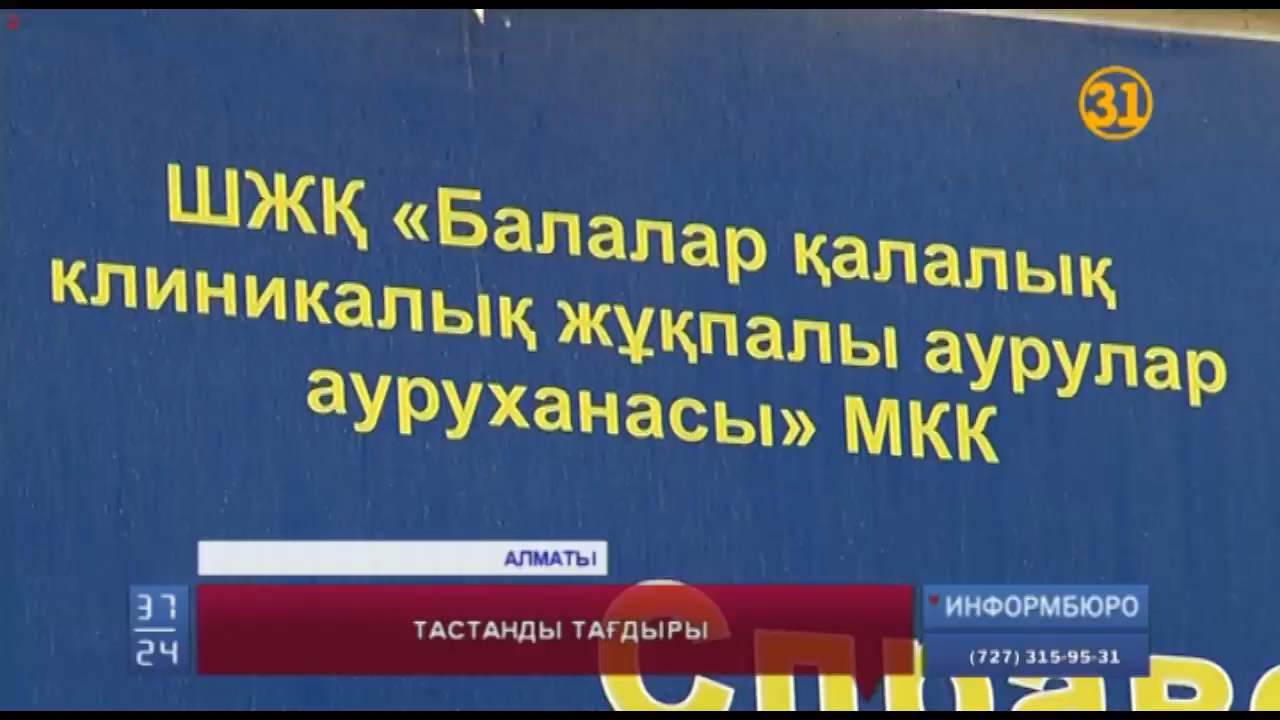 31
ШЖҚ «Балалар қалалық
клиникалық жұқпалы аурулар
ауруханасы» МКК
АЛМАТЫ
37
24
ТАСТАНДЫ ТАҒДЫРЫ
ИНФОРМБЮРО
(727) 315-95-31